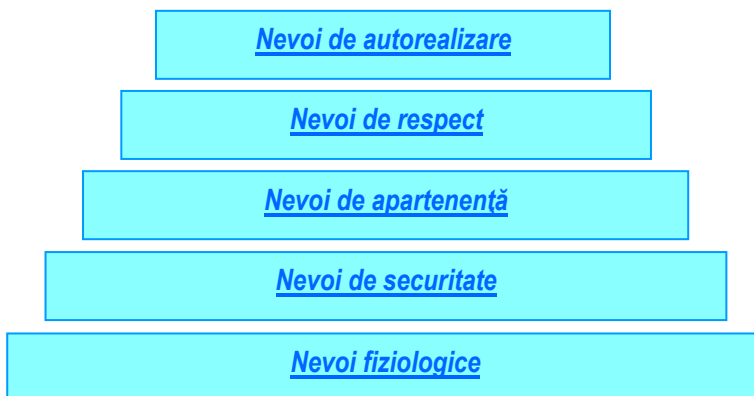 Nevoi de autorealizare
Nevoi de respect
Nevoi de apartenenţă
Nevoi de securitate
Nevoi fiziologice